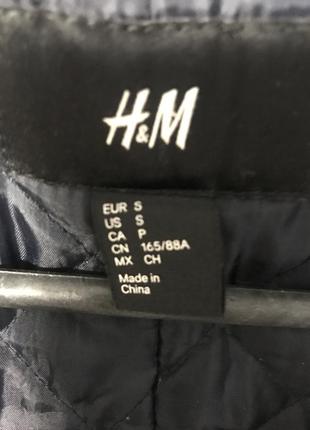 H&M
EUR S
US S
CA P
CN 165/88A
MX CH
Made in
China